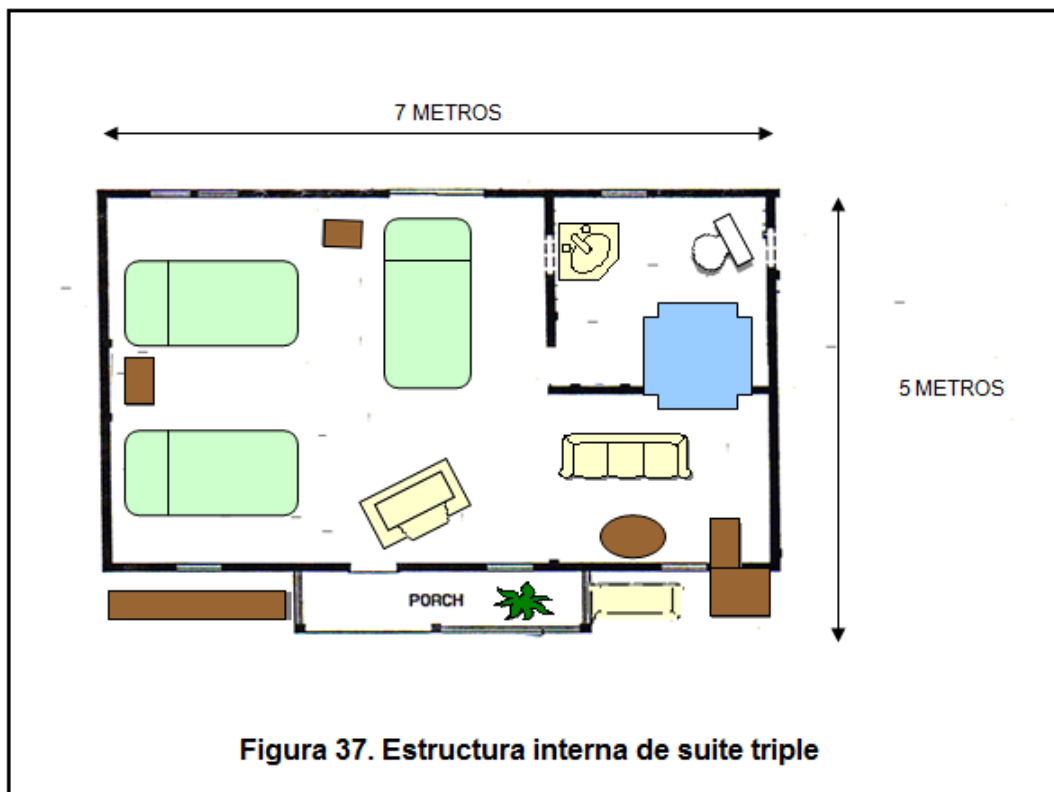 7 METROS
5 METROS
PORCH
Figura 37. Estructura interna de suite triple